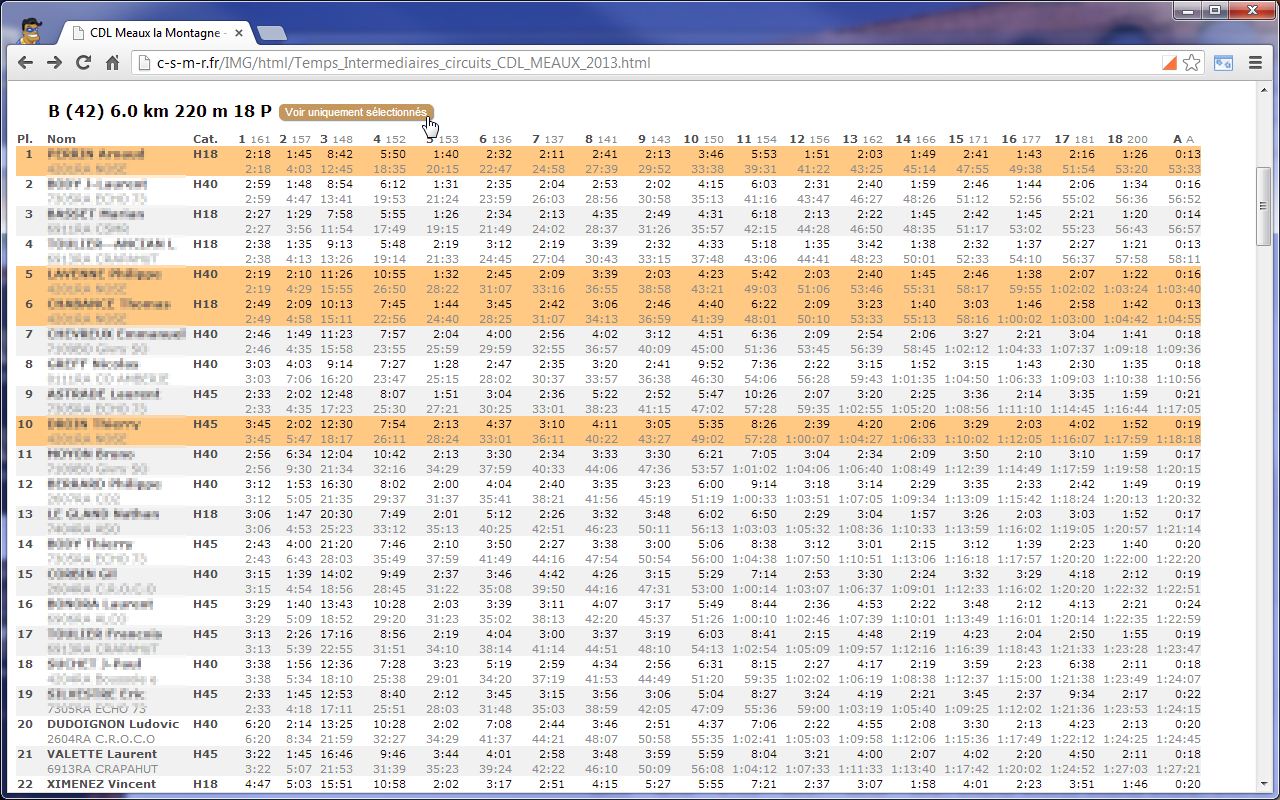 CDL Meaux la Montagne -
c-s-m-r.fr/IMG/html/Temps_Intermediaires_circuits_CDL_MEAUX_2013.html
B (42) 6.0 km 220 m 18 P Voir uniquement sélectionnés
Pl. Nom Cat. 1 161 2 157 3 148 4 152 5 153 6 136 7 137 8 141 9 143 10 150 11 154 12 156 13 162 14 166 15 171 16 177 17 181 18 200 A A
1 H18 2:18 1:45 8:42 5:50 1:40 2:32 2:11 2:41 2:13 3:46 5:53 1:51 2:03 1:49 2:41 1:43 2:16 1:26 0:13
2:18 4:03 12:45 18:35 20:15 22:47 24:58 27:39 29:52 33:38 39:31 41:22 43:25 45:14 47:55 49:38 51:54 53:20 53:33
2 H40 2:59 1:48 8:54 6:12 1:31 2:35 2:04 2:53 2:02 4:15 6:03 2:31 2:40 1:59 2:46 1:44 2:06 1:34 0:16
2:59 4:47 13:41 19:53 21:24 23:59 26:03 28:56 30:58 35:13 41:16 43:47 46:27 48:26 51:12 52:56 55:02 56:36 56:52
3 H18 2:27 1:29 7:58 5:55 1:26 2:34 2:13 4:35 2:49 4:31 6:18 2:13 2:22 1:45 2:42 1:45 2:21 1:20 0:14
2:27 3:56 11:54 17:49 19:15 21:49 24:02 28:37 31:26 35:57 42:15 44:28 46:50 48:35 51:17 53:02 55:23 56:43 56:57
4 H18 2:38 1:35 9:13 5:48 2:19 3:12 2:19 3:39 2:32 4:33 5:18 1:35 3:42 1:38 2:32 1:37 2:27 1:21 0:13
2:38 4:13 13:26 19:14 21:33 24:45 27:04 30:43 33:15 37:48 43:06 44:41 48:23 50:01 52:33 54:10 56:37 57:58 58:11
5 H40 2:19 2:10 11:26 10:55 1:32 2:45 2:09 3:39 2:03 4:23 5:42 2:03 2:40 1:45 2:46 1:38 2:07 1:22 0:16
2:19 4:29 15:55 26:50 28:22 31:07 33:16 36:55 38:58 43:21 49:03 51:06 53:46 55:31 58:17 59:55 1:02:02 1:03:24 1:03:40
6 H18 2:49 2:09 10:13 7:45 1:44 3:45 2:42 3:06 2:46 4:40 6:22 2:09 3:23 1:40 3:03 1:46 2:58 1:42 0:13
2:49 4:58 15:11 22:56 24:40 28:25 31:07 34:13 36:59 41:39 48:01 50:10 53:33 55:13 58:16 1:00:02 1:03:00 1:04:42 1:04:55
7 H40 2:46 1:49 11:23 7:57 2:04 4:00 2:56 4:02 3:12 4:51 6:36 2:09 2:54 2:06 3:27 2:21 3:04 1:41 0:18
2:46 4:35 15:58 23:55 25:59 29:59 32:55 36:57 40:09 45:00 51:36 53:45 56:39 58:45 1:02:12 1:04:33 1:07:37 1:09:18 1:09:36
8 H40 3:03 4:03 9:14 7:27 1:28 2:47 2:35 3:20 2:41 9:52 7:36 2:22 3:15 1:52 3:15 1:43 2:30 1:35 0:18
3:03 7:06 16:20 23:47 25:15 28:02 30:37 33:57 36:38 46:30 54:06 56:28 59:43 1:01:35 1:04:50 1:06:33 1:09:03 1:10:38 1:10:56
9 H45 2:33 2:02 12:48 8:07 1:51 3:04 2:36 5:22 2:52 5:47 10:26 2:07 3:20 2:25 3:36 2:14 3:35 1:59 0:21
2:33 4:35 17:23 25:30 27:21 30:25 33:01 38:23 41:15 47:02 57:28 59:35 1:02:55 1:05:20 1:08:56 1:11:10 1:14:45 1:16:44 1:17:05
10 H45 3:45 2:02 12:30 7:54 2:13 4:37 3:10 4:11 3:05 5:35 8:26 2:39 4:20 2:06 3:29 2:03 4:02 1:52 0:19
3:45 5:47 18:17 26:11 28:24 33:01 36:11 40:22 43:27 49:02 57:28 1:00:07 1:04:27 1:06:33 1:10:02 1:12:05 1:16:07 1:17:59 1:18:18
11 H40 2:56 6:34 12:04 10:42 2:13 3:30 2:34 3:33 3:30 6:21 7:05 3:04 2:34 2:09 3:50 2:10 3:10 1:59 0:17
2:56 9:30 21:34 32:16 34:29 37:59 40:33 44:06 47:36 53:57 1:01:02 1:04:06 1:06:40 1:08:49 1:12:39 1:14:49 1:17:59 1:19:58 1:20:15
12 H40 3:12 1:53 16:30 8:02 2:00 4:04 2:40 3:35 3:23 6:00 9:14 3:18 3:14 2:29 3:35 2:33 2:42 1:49 0:19
3:12 5:05 21:35 29:37 31:37 35:41 38:21 41:56 45:19 51:19 1:00:33 1:03:51 1:07:05 1:09:34 1:13:09 1:15:42 1:18:24 1:20:13 1:20:32
13 H18 3:06 1:47 20:30 7:49 2:01 5:12 2:26 3:32 3:48 6:02 6:50 2:29 3:04 1:57 3:26 2:03 3:03 1:52 0:17
3:06 4:53 25:23 33:12 35:13 40:25 42:51 46:23 50:11 56:13 1:03:03 1:05:32 1:08:36 1:10:33 1:13:59 1:16:02 1:19:05 1:20:57 1:21:14
14 H45 2:43 4:00 21:20 7:46 2:10 3:50 2:27 3:38 3:00 5:06 8:38 3:12 3:01 2:15 3:12 1:39 2:23 1:40 0:20
2:43 6:43 28:03 35:49 37:59 41:49 44:16 47:54 50:54 56:00 1:04:38 1:07:50 1:10:51 1:13:06 1:16:18 1:17:57 1:20:20 1:22:00 1:22:20
15 H40 3:15 1:39 14:02 9:49 2:37 3:46 4:42 4:26 3:15 5:29 7:14 2:53 3:30 2:24 3:32 3:29 4:18 2:12 0:19
3:15 4:54 18:56 28:45 31:22 35:08 39:50 44:16 47:31 53:00 1:00:14 1:03:07 1:06:37 1:09:01 1:12:33 1:16:02 1:20:20 1:22:32 1:22:51
16 H45 3:29 1:40 13:43 10:28 2:03 3:39 3:11 4:07 3:17 5:49 8:44 2:36 4:53 2:22 3:48 2:12 4:13 2:21 0:24
3:29 5:09 18:52 29:20 31:23 35:02 38:13 42:20 45:37 51:26 1:00:10 1:02:46 1:07:39 1:10:01 1:13:49 1:16:01 1:20:14 1:22:35 1:22:59
17 H45 3:13 2:26 17:16 8:56 2:19 4:04 3:00 3:37 3:19 6:03 8:41 2:15 4:48 2:19 4:23 2:04 2:50 1:55 0:19
3:13 5:39 22:55 31:51 34:10 38:14 41:14 44:51 48:10 54:13 1:02:54 1:05:09 1:09:57 1:12:16 1:16:39 1:18:43 1:21:33 1:23:28 1:23:47
18 H40 3:38 1:56 12:36 7:28 3:23 5:19 2:59 4:34 2:56 6:31 8:15 2:27 4:17 2:19 3:59 2:23 6:38 2:11 0:18
3:38 5:34 18:10 25:38 29:01 34:20 37:19 41:53 44:49 51:20 59:35 1:02:02 1:06:19 1:08:38 1:12:37 1:15:00 1:21:38 1:23:49 1:24:07
19 H45 2:33 1:45 12:53 8:40 2:12 3:45 3:15 3:56 3:06 5:04 8:27 3:24 4:19 2:21 3:45 2:37 9:34 2:17 0:22
7305RA ECHO 73 2:33 4:18 17:11 25:51 28:03 31:48 35:03 38:59 42:05 47:09 55:36 59:00 1:03:19 1:05:40 1:09:25 1:12:02 1:21:36 1:23:53 1:24:15
20 DUDOIGNON Ludovic H40 6:20 2:14 13:25 10:28 2:02 7:08 2:44 3:46 2:51 4:37 7:06 2:22 4:55 2:08 3:30 2:13 4:23 2:13 0:20
2604RA C.R.O.C.O 6:20 8:34 21:59 32:27 34:29 41:37 44:21 48:07 50:58 55:35 1:02:41 1:05:03 1:09:58 1:12:06 1:15:36 1:17:49 1:22:12 1:24:25 1:24:45
21 VALETTE Laurent H45 3:22 1:45 16:46 9:46 3:44 4:01 2:58 3:48 3:59 5:59 8:04 3:21 4:00 2:07 4:02 2:20 4:50 2:11 0:18
6913RA CRAPAHUT 3:22 5:07 21:53 31:39 35:23 39:24 42:22 46:10 50:09 56:08 1:04:12 1:07:33 1:11:33 1:13:40 1:17:42 1:20:02 1:24:52 1:27:03 1:27:21
22 XIMENEZ Vincent H18 4:47 5:03 15:51 10:58 2:02 3:17 2:51 4:15 5:27 5:55 7:21 2:37 3:07 1:58 4:01 2:23 3:51 1:46 0:20